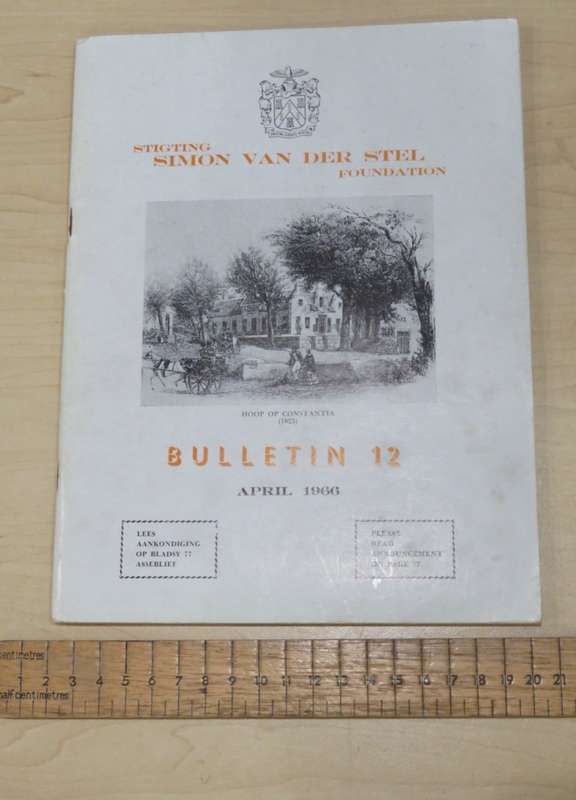 STIGTING
SIMON VAN DER STEL
FOUNDATION
HOOP OP CONSTANTIA
BULLETIN 12
APRIL 1966
LEES
AANKONDIGING
OP BLADSY 77
ASSEBLIEF
PLEASE
READ
ANNOUNCEMENT
ON PAGE 77
centimetres
1 2 3 4 5 6 7 8 9 10 11 12 13 14 15 16 17 18 19 20 21
half centimetres